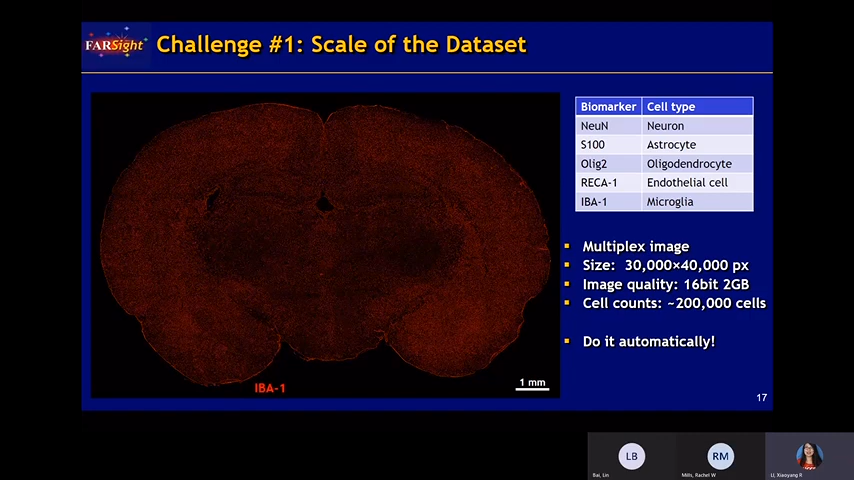 FARSight
Challenge #1: Scale of the Dataset
Biomarker Cell type
NeuN Neuron
S100 Astrocyte
Olig2 Oligodendrocyte
RECA-1 Endothelial cell
IBA-1 Microglia
Multiplex image
Size: 30,000×40,000 px
Image quality: 16bit 2GB
Cell counts: ~200,000 cells
Do it automatically!
IBA-1
1 mm
17
LB
RM
Bai, Lin
Mills, Rachel W
LI, Xiaoyang R